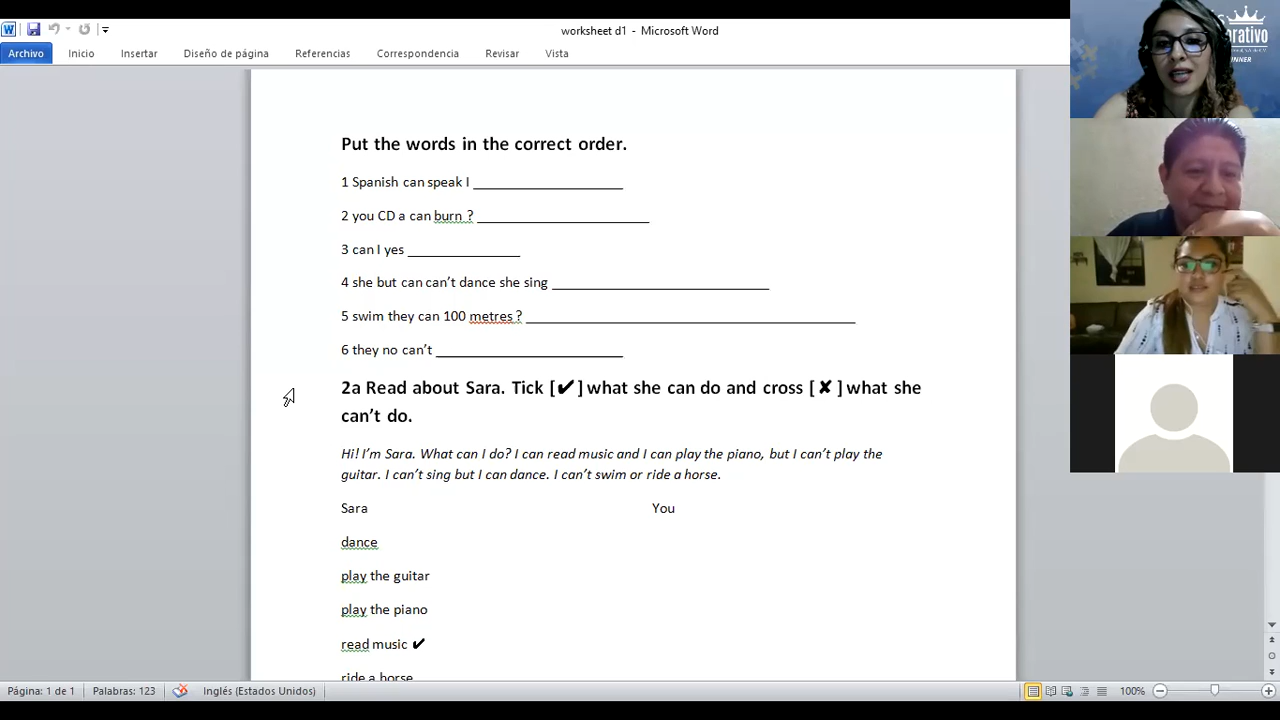 worksheet d1 - Microsoft Word
Archivo Inicio Insertar Diseño de página Referencias Correspondencia Revisar Vista
Put the words in the correct order.
1 Spanish can speak I ____________________
2 you CD a can burn ? _______________________
3 can I yes _______________
4 she but can can’t dance she sing _____________________________
5 swim they can 100 metres ? ____________________________________________
6 they no can’t _________________________
2a Read about Sara. Tick [✔] what she can do and cross [ ✘ ] what she
can’t do.
Hi! I’m Sara. What can I do? I can read music and I can play the piano, but I can’t play the
guitar. I can’t sing but I can dance. I can’t swim or ride a horse.
Sara You
dance
play the guitar
play the piano
read music ✔
ride a horse
Página: 1 de 1 Palabras: 123 Inglés (Estados Unidos) 100%